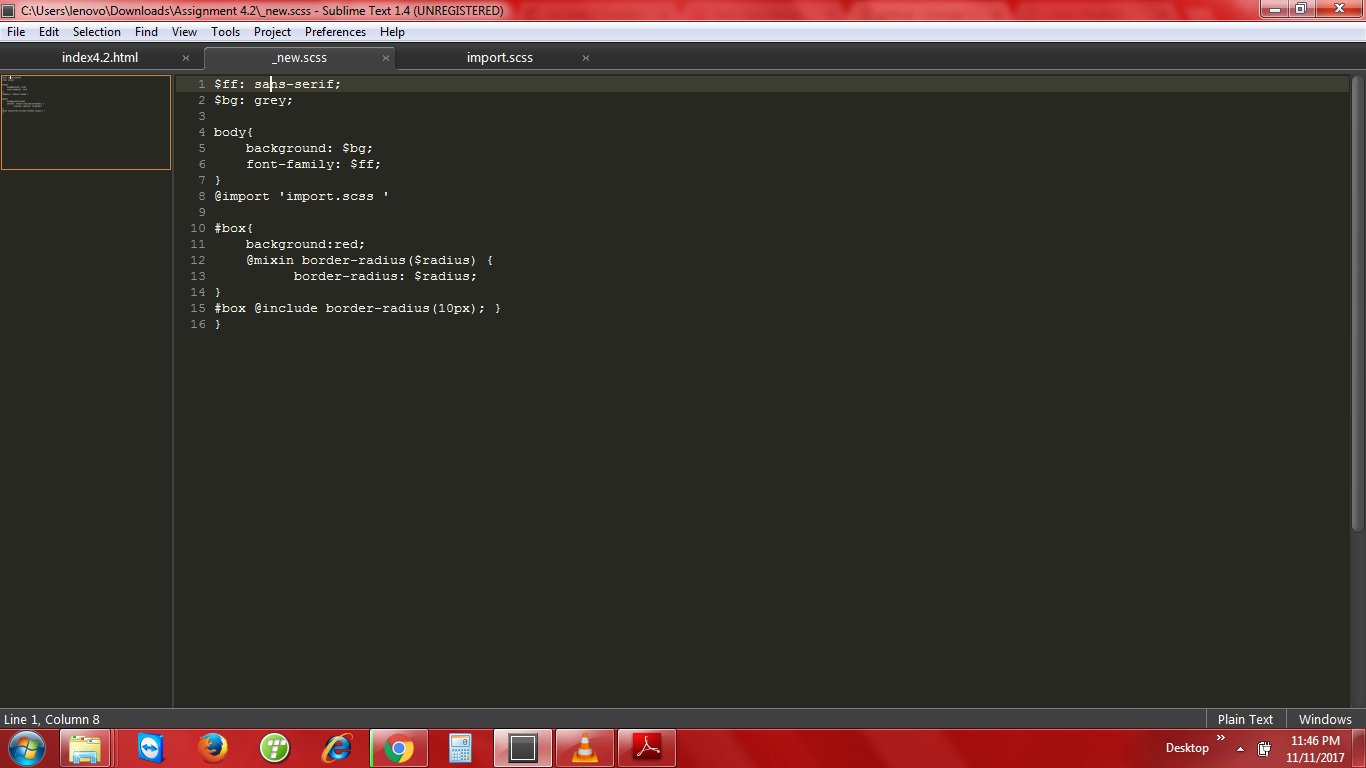 C:\Users\lenovo\Downloads\Assignment 4.2\_new.scss - Sublime Text 1.4 (UNREGISTERED)
File Edit Selection Find View Tools Project Preferences Help
index4.2.html × _new.scss × import.scss ×
1 $ff: sans-serif;
2 $bg: grey;
3
4 body{
5 background: $bg;
6 font-family: $ff;
7 }
8 @import 'import.scss '
9
10 #box{
11 background:red;
12 @mixin border-radius($radius) {
13 border-radius: $radius;
14 }
15 #box @include border-radius(10px); }
16 }
Line 1, Column 8 Plain Text Windows
Desktop » 11:46 PM
11/11/2017